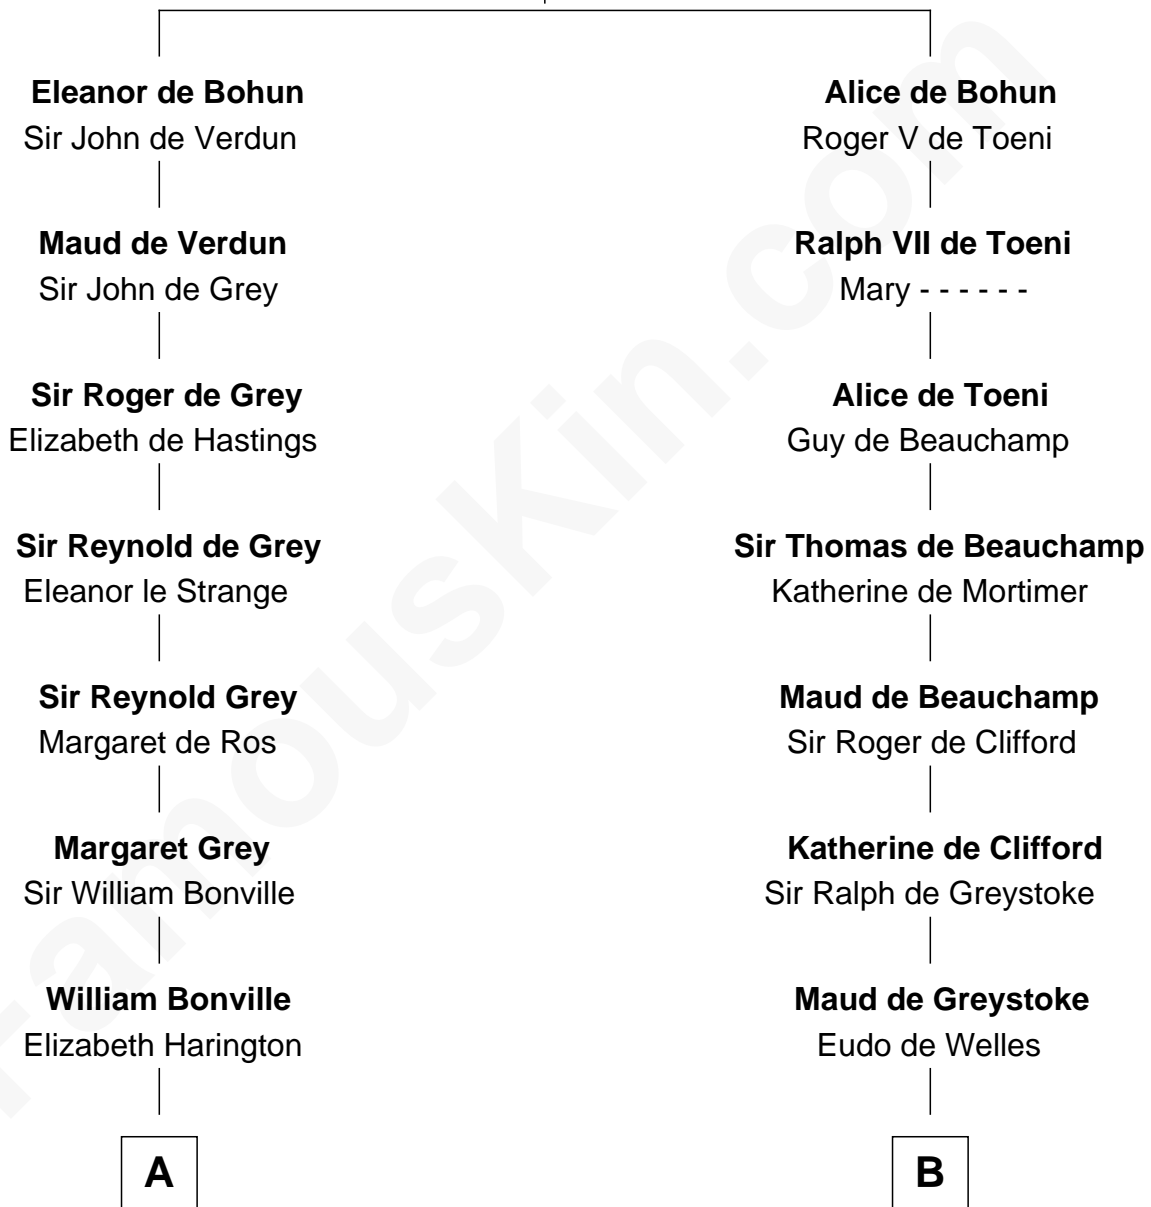 Eleanor de Bohun
Sir John de Verdun
Maud de Verdun
Sir John de Grey
Sir Roger de Grey
Elizabeth de Hastings
Sir Reynold de Grey
Eleanor le Strange
Sir Reynold Grey
Margaret de Ros
Margaret Grey
Sir William Bonville
William Bonville
Elizabeth Harington
A
Alice de Bohun
Roger V de Toeni
Ralph VII de Toeni
Mary - - - - - -
Alice de Toeni
Guy de Beauchamp
Sir Thomas de Beauchamp
Katherine de Mortimer
Maud de Beauchamp
Sir Roger de Clifford
Katherine de Clifford
Sir Ralph de Greystoke
Maud de Greystoke
Eudo de Welles
B
FamousKin.com